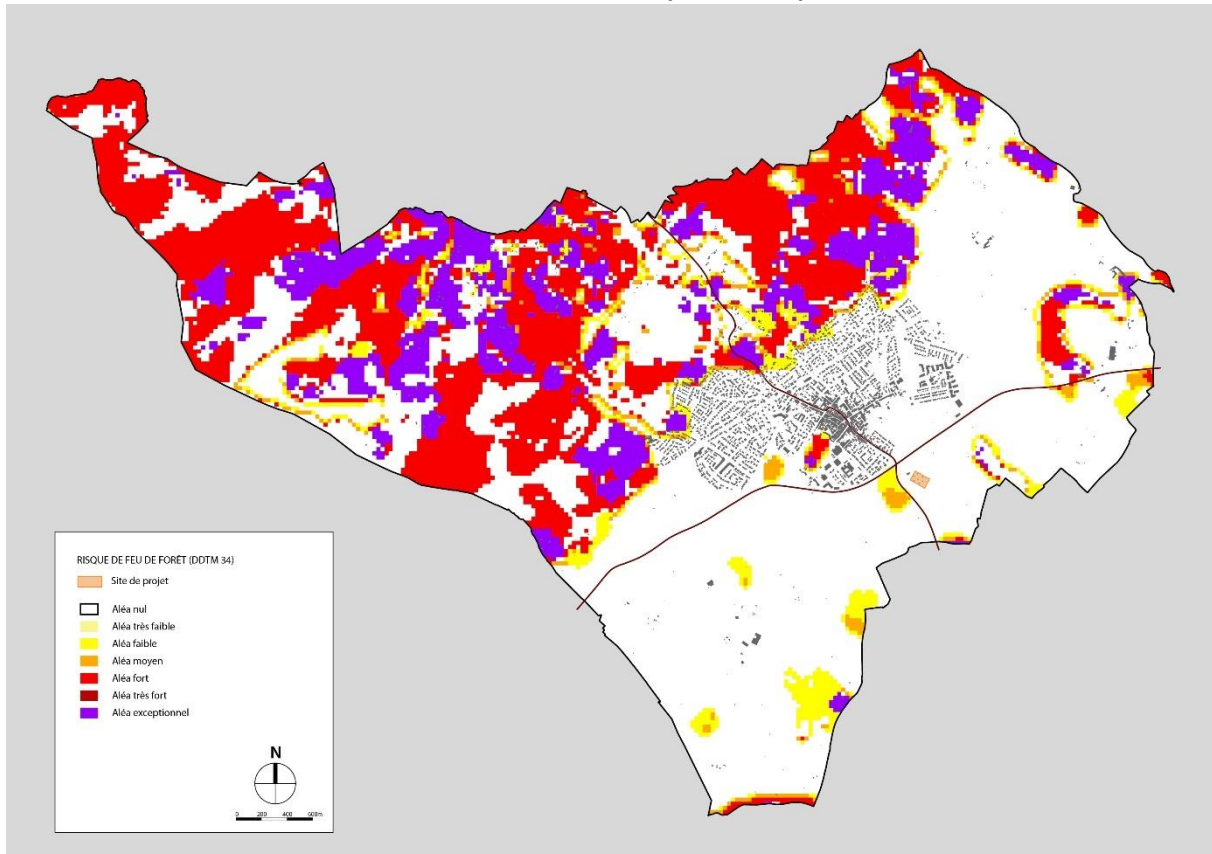 RISQUE DE FEU DE FORÊT (DDTM 34)
Site de projet
Aléa nul
Aléa très faible
Aléa faible
Aléa moyen
Aléa fort
Aléa très fort
Aléa exceptionnel
N
0 200 400 600m